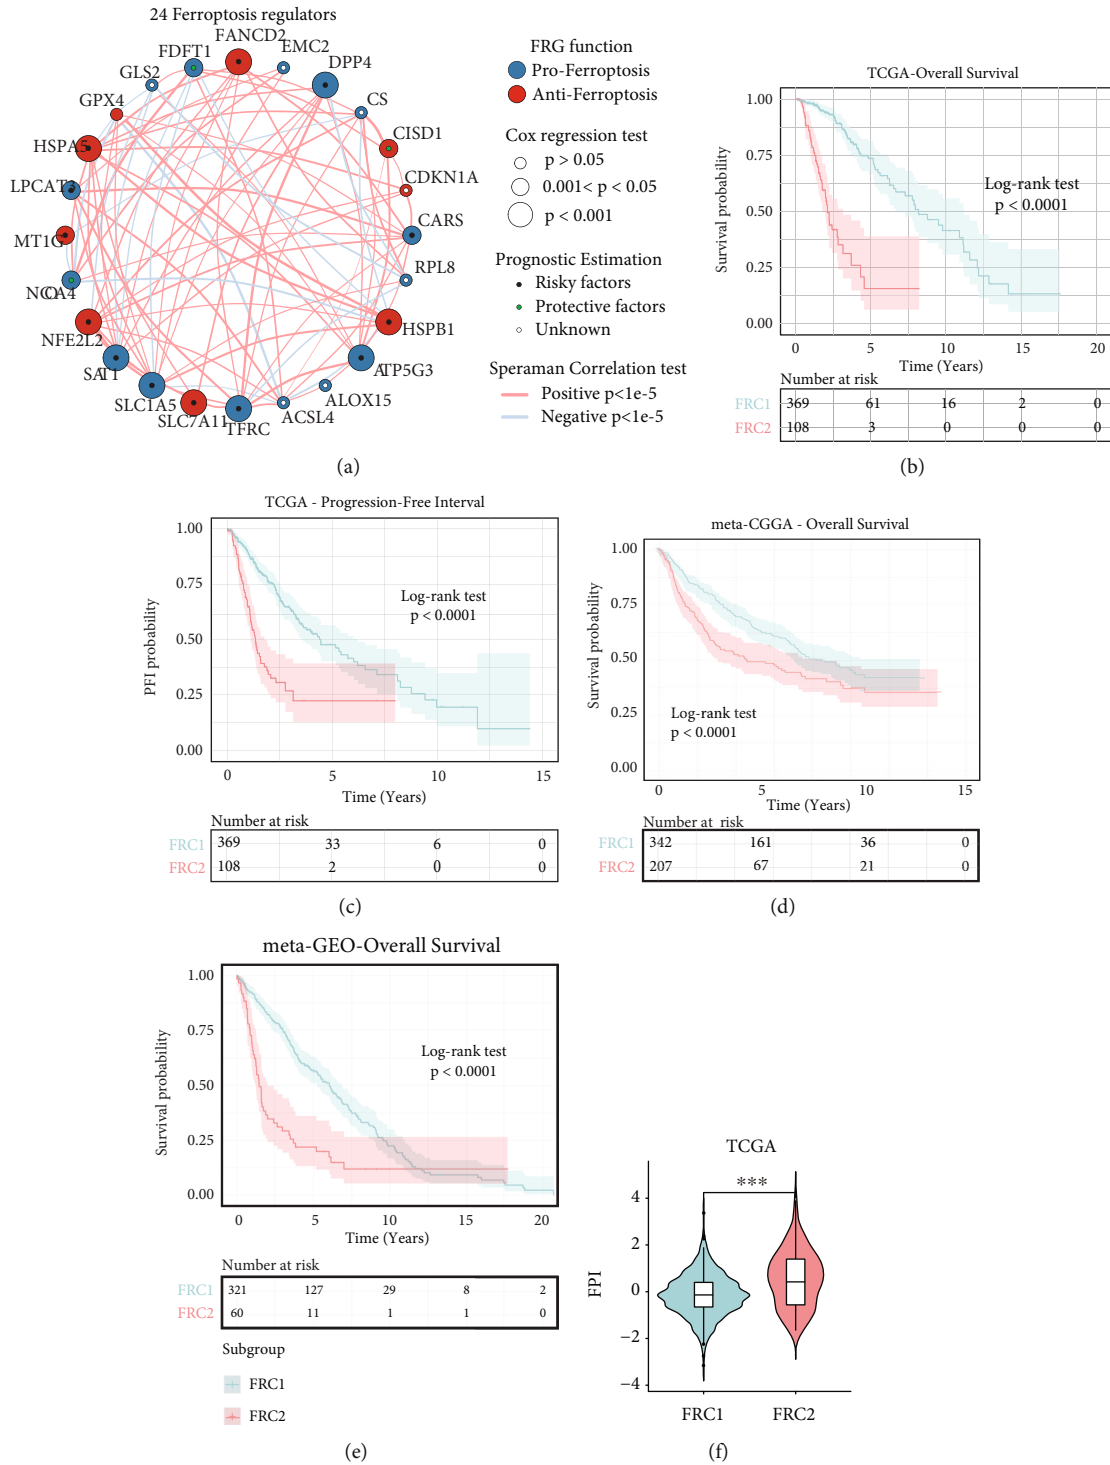 24 Ferroptosis regulators
FANCD2
FDFT1
EMC2
GLS2
DPP4
GPX4
CS
HSPA5
CISD1
LPCAT3
CDKN1A
MT1G
CARS
NCOA4
RPL8
NFE2L2
HSPB1
SAT1
ATP5G3
SLC1A5
ALOX15
SLC7A11
TFRC
ACSL4
FRG function
Pro-Ferroptosis
Anti-Ferroptosis
Cox regression test
p > 0.05
0.001< p < 0.05
p < 0.001
Prognostic Estimation
Risky factors
Protective factors
Unknown
Speraman Correlation test
Positive p<1e-5
Negative p<1e-5
(a)
TCGA-Overall Survival
Survival probability
1.00
0.75
0.50
0.25
0.00
Log-rank test
p < 0.0001
0 5 10 15 20
Time (Years)
Number at risk
FRC1 369 61 16 2 0
FRC2 108 3 0 0 0
(b)
TCGA - Progression-Free Interval
PFI probability
1.00
0.75
0.50
0.25
0.00
Log-rank test
p < 0.0001
0 5 10 15
Time (Years)
Number at risk
FRC1 369 33 6 0
FRC2 108 2 0 0
(c)
meta-CGGA - Overall Survival
Survival probability
1.00
0.75
0.50
0.25
0.00
Log-rank test
p < 0.0001
0 5 10 15
Time (Years)
Number at risk
FRC1 342 161 36 0
FRC2 207 67 21 0
(d)
meta-GEO-Overall Survival
Survival probability
1.00
0.75
0.50
0.25
0.00
Log-rank test
p < 0.0001
0 5 10 15 20
Time (Years)
Number at risk
FRC1 321 127 29 8 2
FRC2 60 11 1 1 0
Subgroup
FRC1
FRC2
(e)
TCGA
***
FPI
4
2
0
−2
−4
FRC1 FRC2
(f)